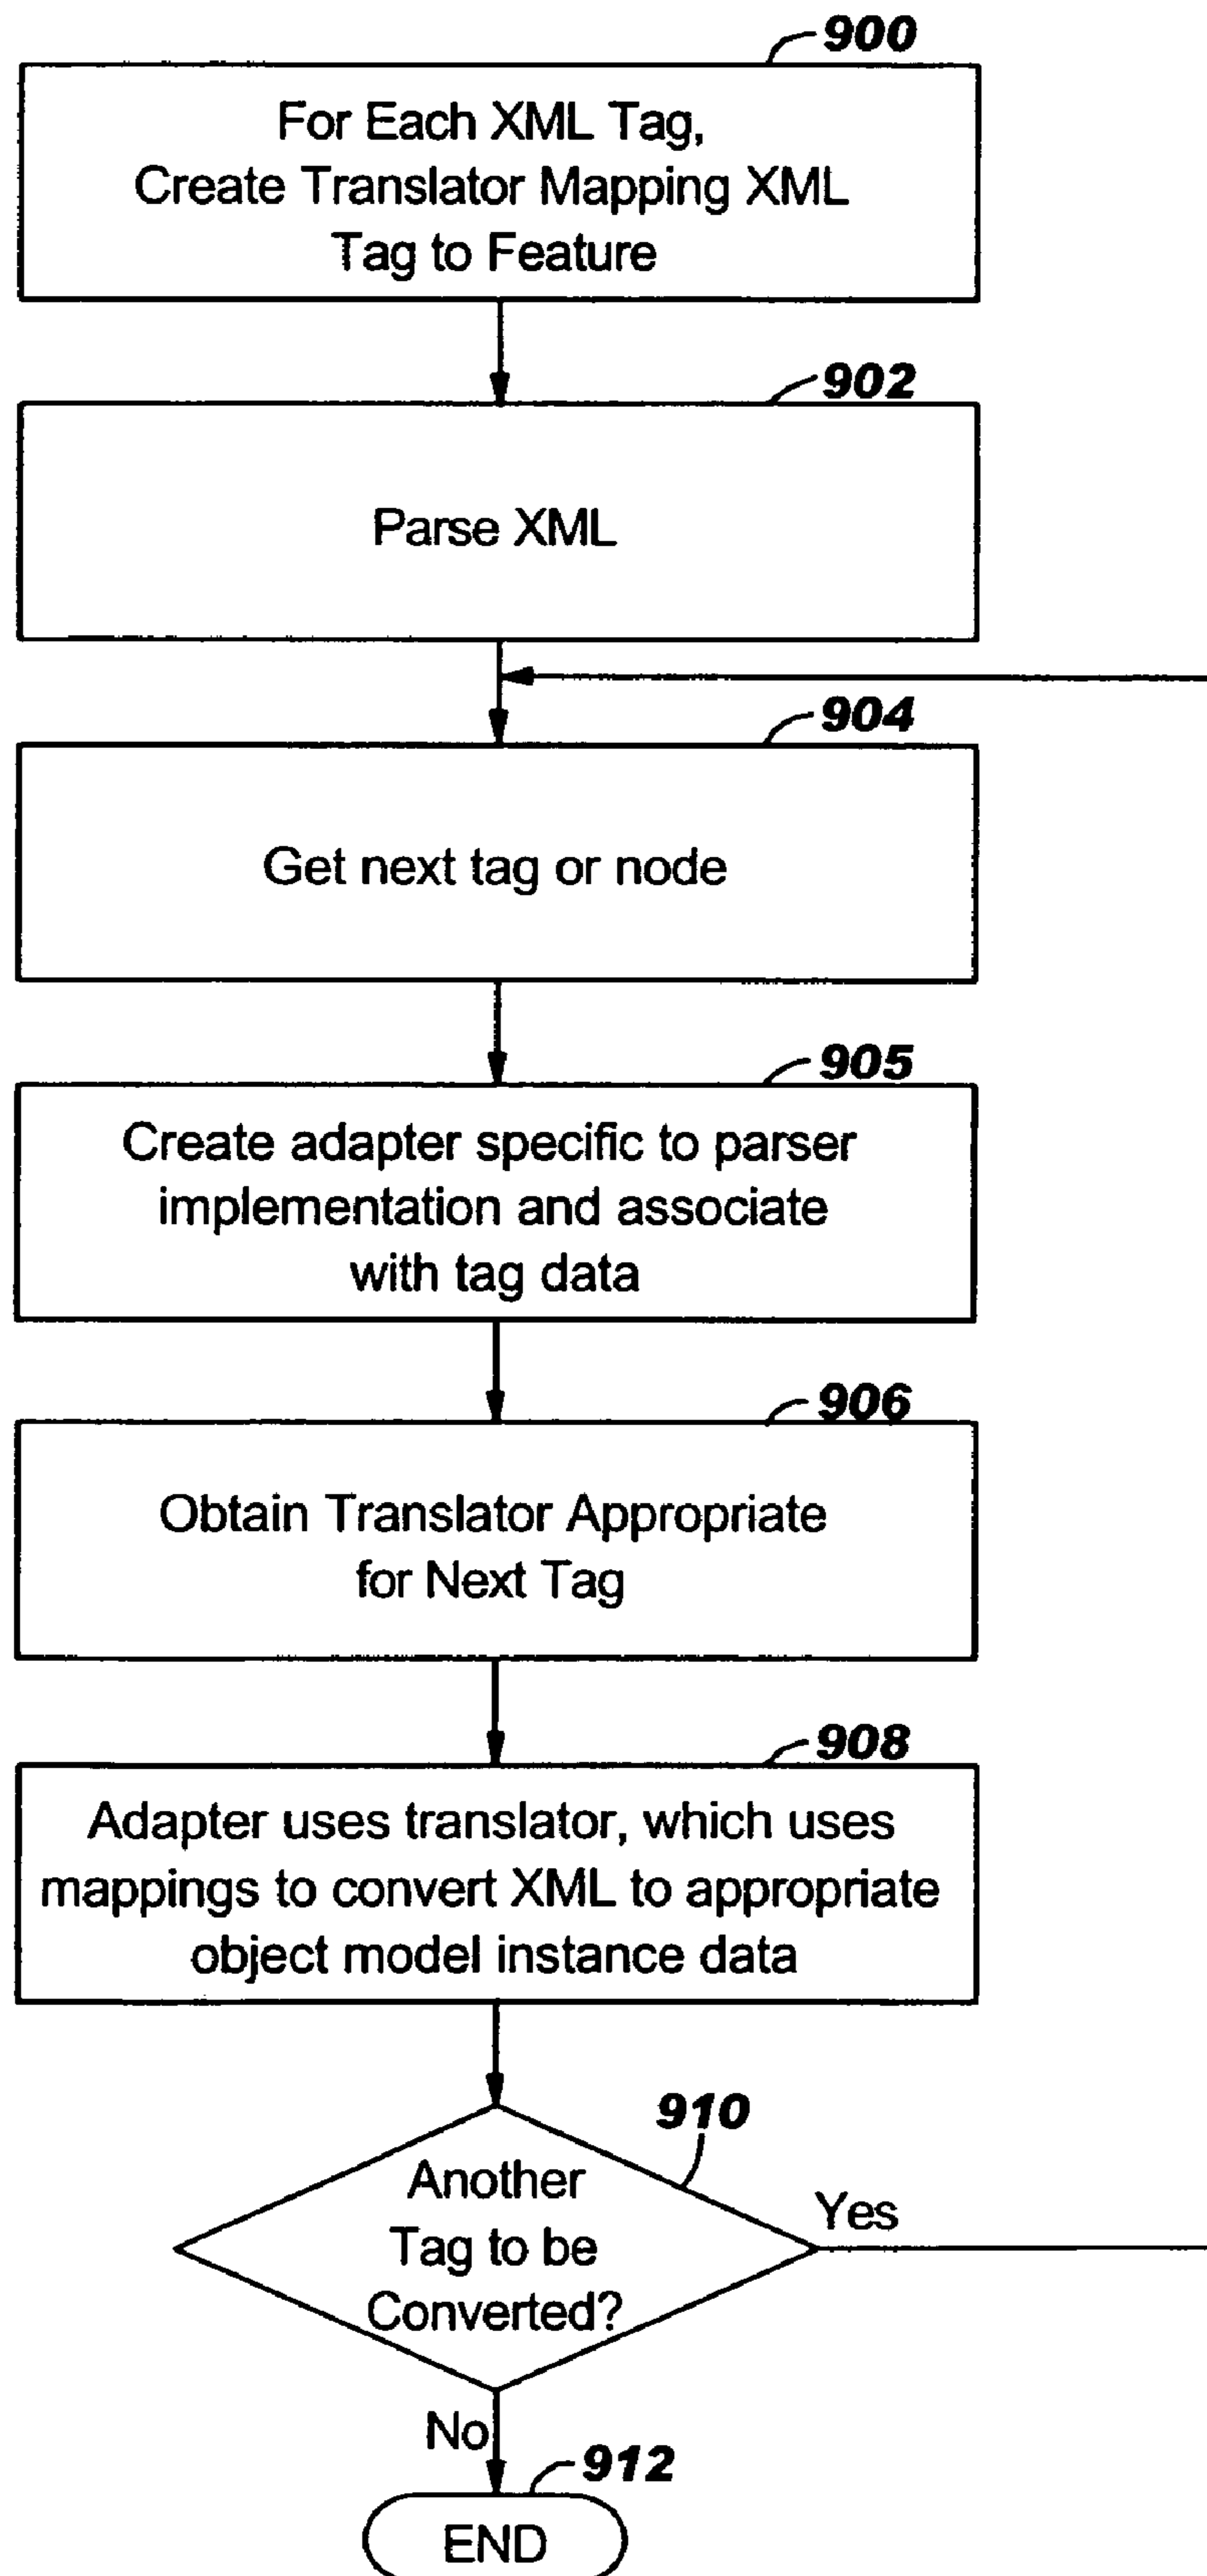 900
For Each XML Tag,
Create Translator Mapping XML
Tag to Feature
902
Parse XML
904
Get next tag or node
905
Create adapter specific to parser
implementation and associate
with tag data
906
Obtain Translator Appropriate
for Next Tag
908
Adapter uses translator, which uses
mappings to convert XML to appropriate
object model instance data
910
Another
Tag to be
Converted?
Yes
No
912
END